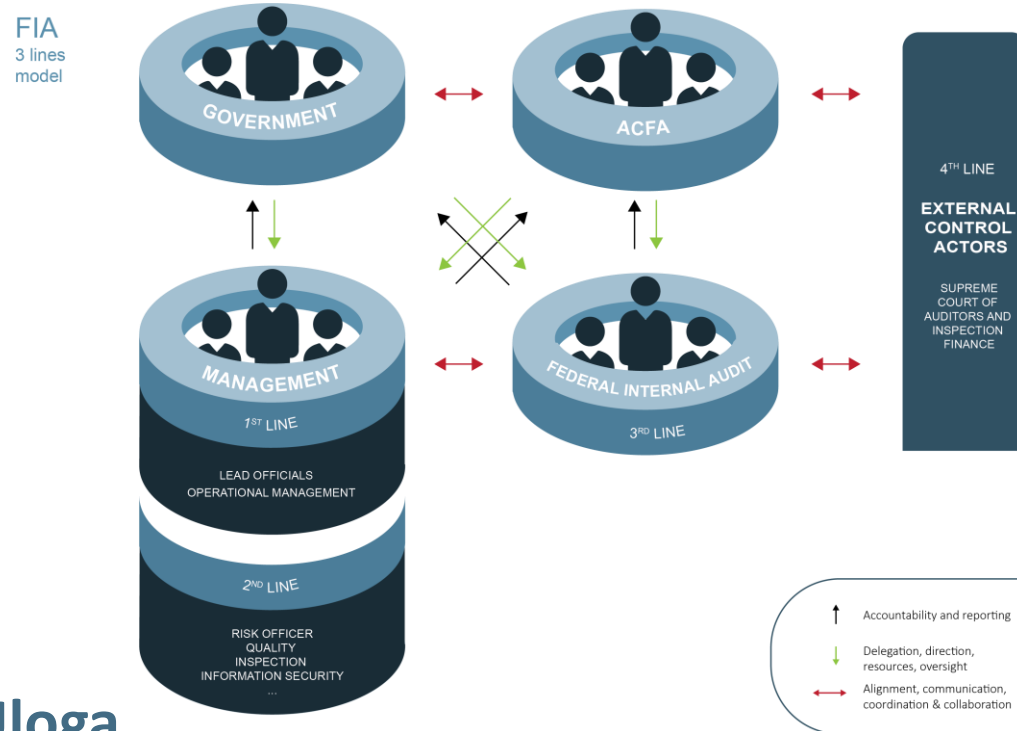 FIA
3 lines
model
GOVERNMENT
ACFA
4TH LINE
EXTERNAL
CONTROL
ACTORS
SUPREME
COURT OF
AUDITORS AND
INSPECTION
FINANCE
MANAGEMENT
1ST LINE
LEAD OFFICIALS
OPERATIONAL MANAGEMENT
FEDERAL INTERNAL AUDIT
3RD LINE
2ND LINE
RISK OFFICER
QUALITY
INSPECTION
INFORMATION SECURITY
...
Accountability and reporting
Delegation, direction,
resources, oversight
Alignment, communication,
coordination & collaboration